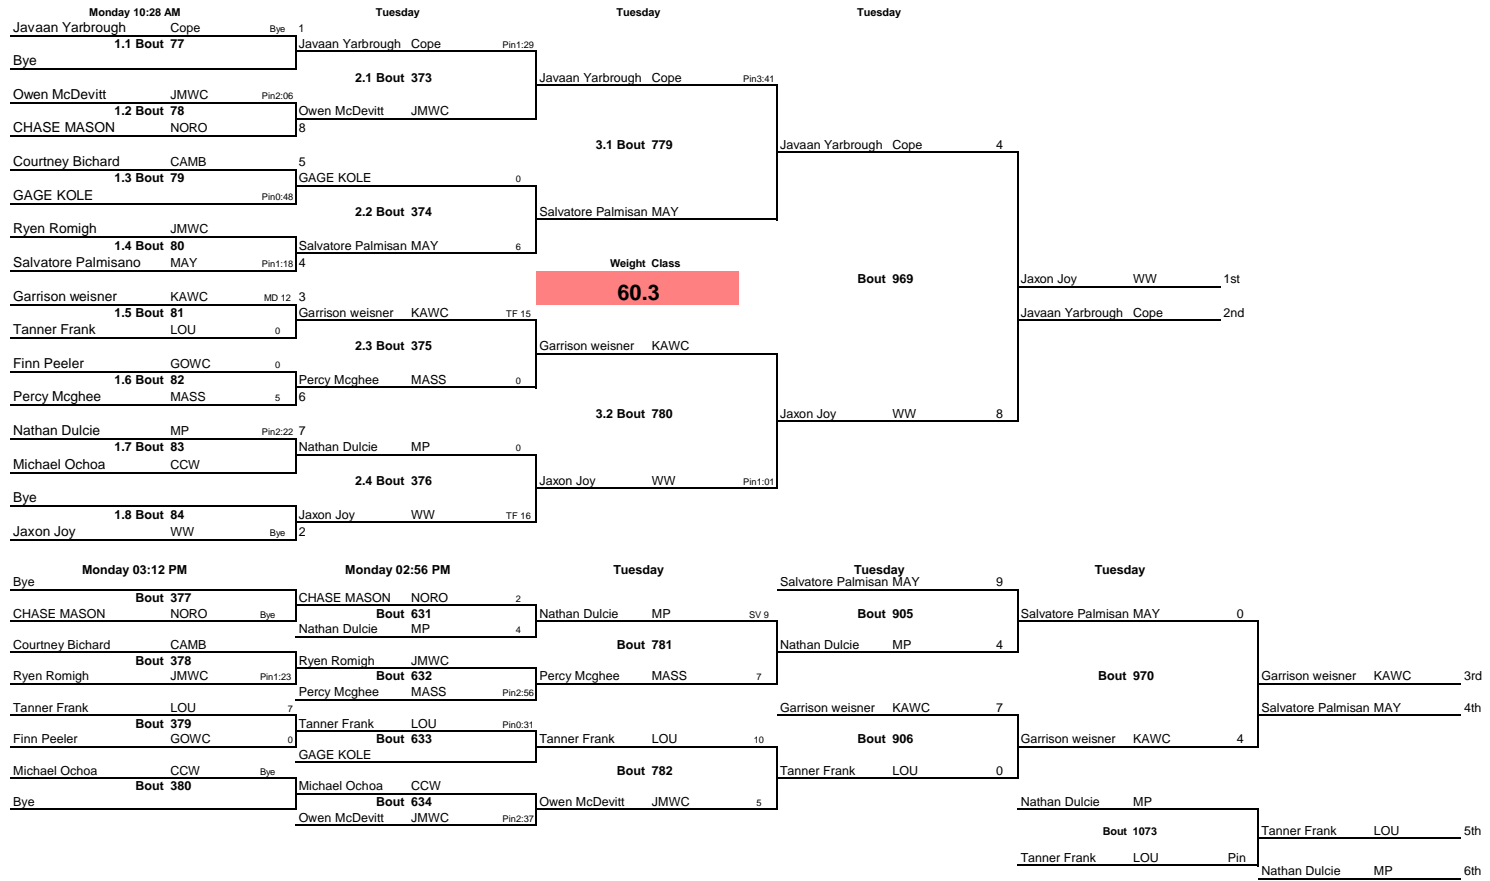 Monday 10:28 AM Tuesday Tuesday Tuesday
Javaan Yarbrough Cope Bye 1
1.1 Bout 77 Javaan Yarbrough Cope Pin1:29
Bye
2.1 Bout 373 Javaan Yarbrough Cope Pin3:41
Owen McDevitt JMWC Pin2:06
1.2 Bout 78 Owen McDevitt JMWC
CHASE MASON NORO 8
3.1 Bout 779 Javaan Yarbrough Cope 4
Courtney Bichard CAMB 5
1.3 Bout 79 GAGE KOLE 0
GAGE KOLE Pin0:48
2.2 Bout 374 Salvatore Palmisan MAY
Ryen Romigh JMWC
1.4 Bout 80 Salvatore Palmisan MAY 6
Salvatore Palmisano MAY Pin1:18 4 Weight Class
Bout 969 Jaxon Joy WW 1st
60.3
Garrison weisner KAWC MD 12 3
1.5 Bout 81 Garrison weisner KAWC TF 15 Javaan Yarbrough Cope 2nd
Tanner Frank LOU 0
2.3 Bout 375 Garrison weisner KAWC
Finn Peeler GOWC 0
1.6 Bout 82 Percy Mcghee MASS 0
Percy Mcghee MASS 5 6
3.2 Bout 780 Jaxon Joy WW 8
Nathan Dulcie MP Pin2:22 7
1.7 Bout 83 Nathan Dulcie MP 0
Michael Ochoa CCW
2.4 Bout 376 Jaxon Joy WW Pin1:01
Bye
1.8 Bout 84 Jaxon Joy WW TF 16
Jaxon Joy WW Bye 2
Monday 03:12 PM Monday 02:56 PM Tuesday Tuesday Tuesday
Bye Salvatore Palmisan MAY 9
Bout 377 CHASE MASON NORO 2
CHASE MASON NORO Bye Bout 631 Nathan Dulcie MP SV 9 Bout 905 Salvatore Palmisan MAY 0
Nathan Dulcie MP 4
Courtney Bichard CAMB Bout 781 Nathan Dulcie MP 4
Bout 378 Ryen Romigh JMWC
Ryen Romigh JMWC Pin1:23 Bout 632 Percy Mcghee MASS 7 Bout 970 Garrison weisner KAWC 3rd
Percy Mcghee MASS Pin2:56
Tanner Frank LOU 7 Garrison weisner KAWC 7 Salvatore Palmisan MAY 4th
Bout 379 Tanner Frank LOU Pin0:31
Finn Peeler GOWC 0 Bout 633 Tanner Frank LOU 10 Bout 906 Garrison weisner KAWC 4
GAGE KOLE
Michael Ochoa CCW Bye Bout 782 Tanner Frank LOU 0
Bout 380 Michael Ochoa CCW
Bye Bout 634 Owen McDevitt JMWC 5 Nathan Dulcie MP
Owen McDevitt JMWC Pin2:37
Bout 1073 Tanner Frank LOU 5th
Tanner Frank LOU Pin
Nathan Dulcie MP 6th